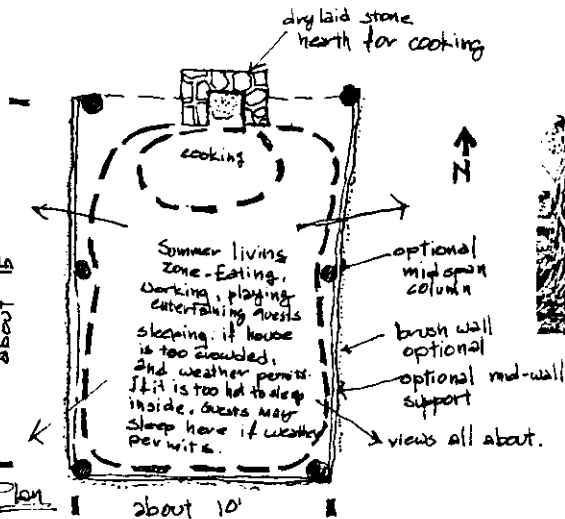 dry laid stone
hearth for cooking
cooking
N
about 15
Summer living
zone-Eating,
working, playing
entertaining guests
sleeping: if house
is too crowded,
and weather permits.
If it is too hot to sleep
inside, guests may
sleep here if weather
permits.
optional
mid span
column
brush wall
optional
optional mid-wall
support
views all about.
Plan
about 10'